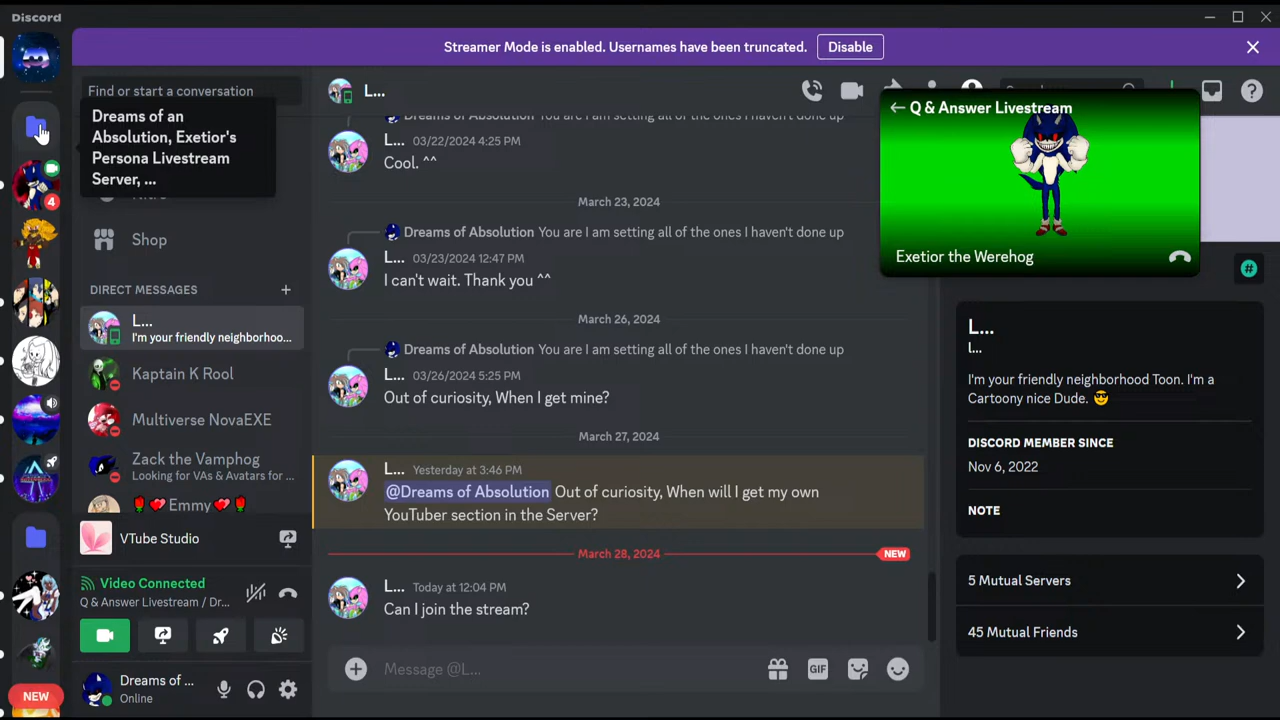 Discord
Streamer Mode is enabled. Usernames have been truncated.
Disable
Find or start a conversation
Dreams of an
Absolution, Exetior's
Persona Livestream
Server, ...
4
Shop
DIRECT MESSAGES
L...
I'm your friendly neighborhoo...
Kaptain K Rool
Multiverse NovaEXE
Zack the Vamphog
Looking for VAs & Avatars for ...
🌹💖Emmy💖🌹
VTube Studio
Video Connected
Q & Answer Livestream / Dr...
Dreams of ...
Online
NEW
L...
Dreams of Absolution You are I am setting all of the ones I haven't done up
L... 03/22/2024 4:25 PM
Cool. ^^
March 23, 2024
Dreams of Absolution You are I am setting all of the ones I haven't done up
L... 03/23/2024 12:47 PM
I can't wait. Thank you ^^
March 26, 2024
Dreams of Absolution You are I am setting all of the ones I haven't done up
L... 03/26/2024 5:25 PM
Out of curiosity, When I get mine?
March 27, 2024
L... Yesterday at 3:46 PM
@Dreams of Absolution Out of curiosity, When will I get my own
YouTuber section in the Server?
March 28, 2024
NEW
L... Today at 12:04 PM
Can I join the stream?
Message @L...
GIF
Q & Answer Livestream
Exetior the Werehog
L...
l...
I'm your friendly neighborhood Toon. I'm a
Cartoony nice Dude. 😎
DISCORD MEMBER SINCE
Nov 6, 2022
NOTE
5 Mutual Servers
45 Mutual Friends